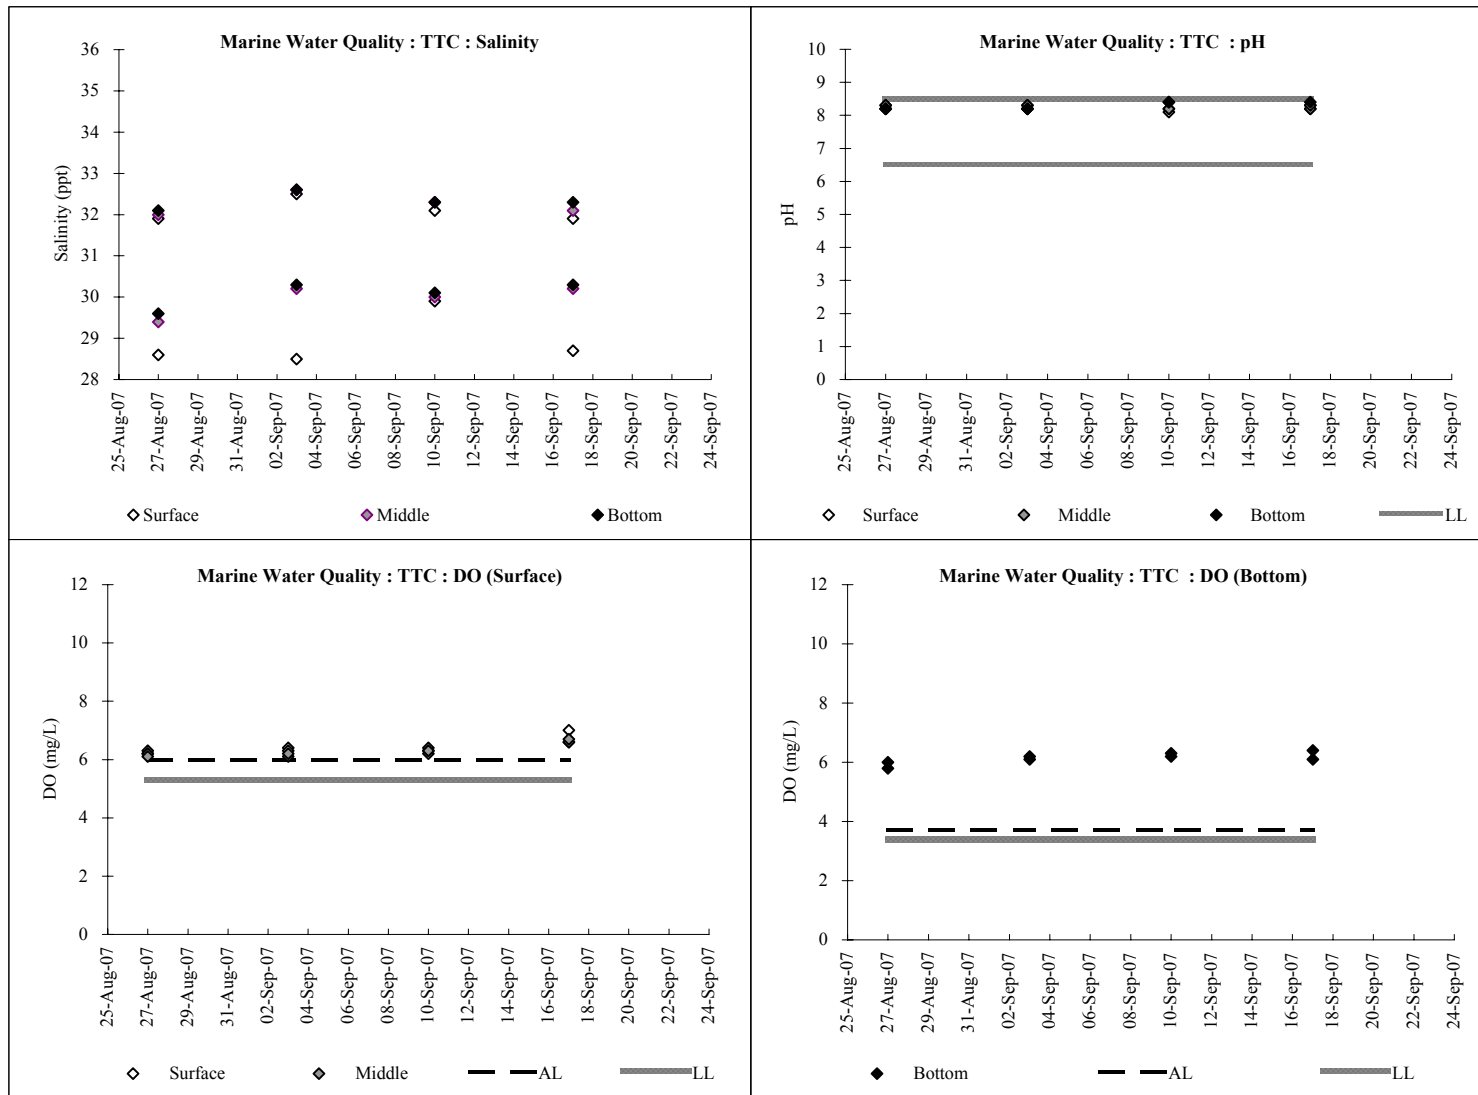 Marine Water Quality : TTC : Salinity
36
35
34
33
32
31
30
29
28
Salinity (ppt)
25-Aug-07
27-Aug-07
29-Aug-07
31-Aug-07
02-Sep-07
04-Sep-07
06-Sep-07
08-Sep-07
10-Sep-07
12-Sep-07
14-Sep-07
16-Sep-07
18-Sep-07
20-Sep-07
22-Sep-07
24-Sep-07
Surface Middle Bottom
Marine Water Quality : TTC : pH
10
9
8
7
6
5
4
3
2
1
0
pH
25-Aug-07
27-Aug-07
29-Aug-07
31-Aug-07
02-Sep-07
04-Sep-07
06-Sep-07
08-Sep-07
10-Sep-07
12-Sep-07
14-Sep-07
16-Sep-07
18-Sep-07
20-Sep-07
22-Sep-07
24-Sep-07
Surface Middle Bottom LL
Marine Water Quality : TTC : DO (Surface)
12
10
8
6
4
2
0
DO (mg/L)
25-Aug-07
27-Aug-07
29-Aug-07
31-Aug-07
02-Sep-07
04-Sep-07
06-Sep-07
08-Sep-07
10-Sep-07
12-Sep-07
14-Sep-07
16-Sep-07
18-Sep-07
20-Sep-07
22-Sep-07
24-Sep-07
Surface Middle AL LL
Marine Water Quality : TTC : DO (Bottom)
12
10
8
6
4
2
0
DO (mg/L)
25-Aug-07
27-Aug-07
29-Aug-07
31-Aug-07
02-Sep-07
04-Sep-07
06-Sep-07
08-Sep-07
10-Sep-07
12-Sep-07
14-Sep-07
16-Sep-07
18-Sep-07
20-Sep-07
22-Sep-07
24-Sep-07
Bottom AL LL